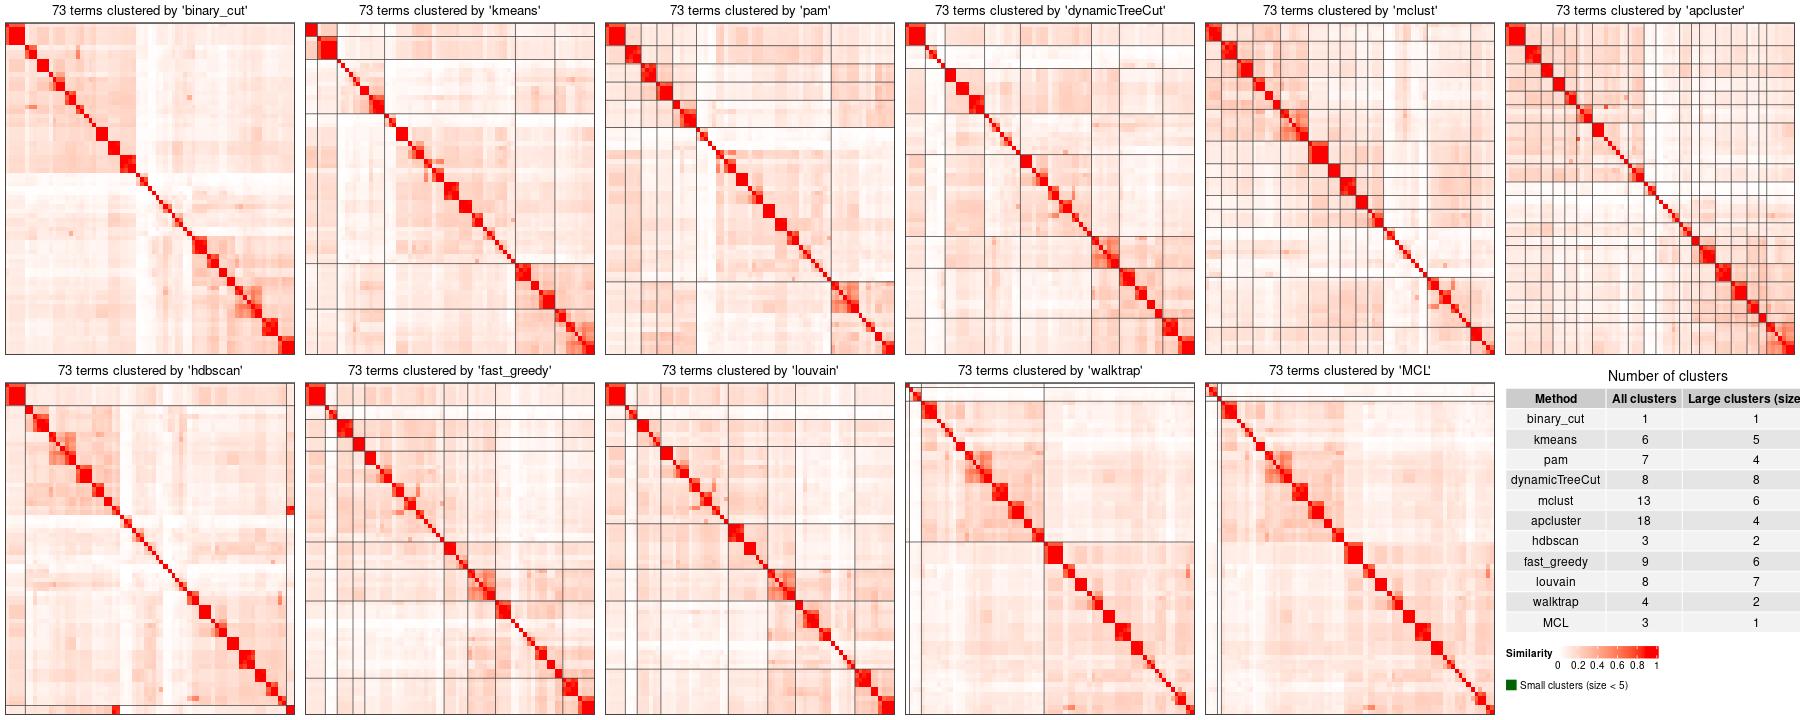 73 terms clustered by 'binary_cut'
73 terms clustered by 'kmeans'
73 terms clustered by 'pam'
73 terms clustered by 'dynamicTreeCut'
73 terms clustered by 'mclust'
73 terms clustered by 'apcluster'
73 terms clustered by 'hdbscan'
73 terms clustered by 'fast_greedy'
73 terms clustered by 'louvain'
73 terms clustered by 'walktrap'
73 terms clustered by 'MCL'
Number of clusters
Method All clusters Large clusters (size
binary_cut 1 1
kmeans 6 5
pam 7 4
dynamicTreeCut 8 8
mclust 13 6
apcluster 18 4
hdbscan 3 2
fast_greedy 9 6
louvain 8 7
walktrap 4 2
MCL 3 1
Similarity
0 0.2 0.4 0.6 0.8 1
Small clusters (size < 5)